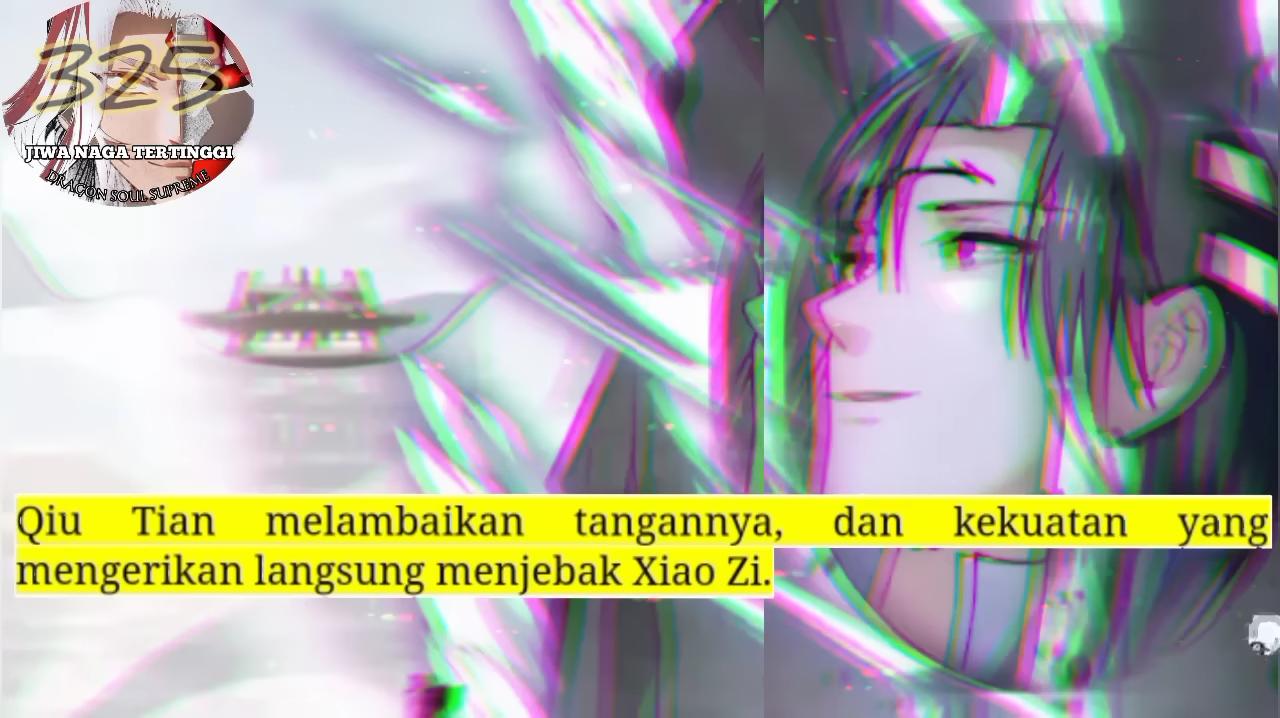 325
JIWA NAGA TERTINGGI
DRAGON SOUL SUPREME
Qiu Tian melambaikan tangannya, dan kekuatan yang
mengerikan langsung menjebak Xiao Zi.